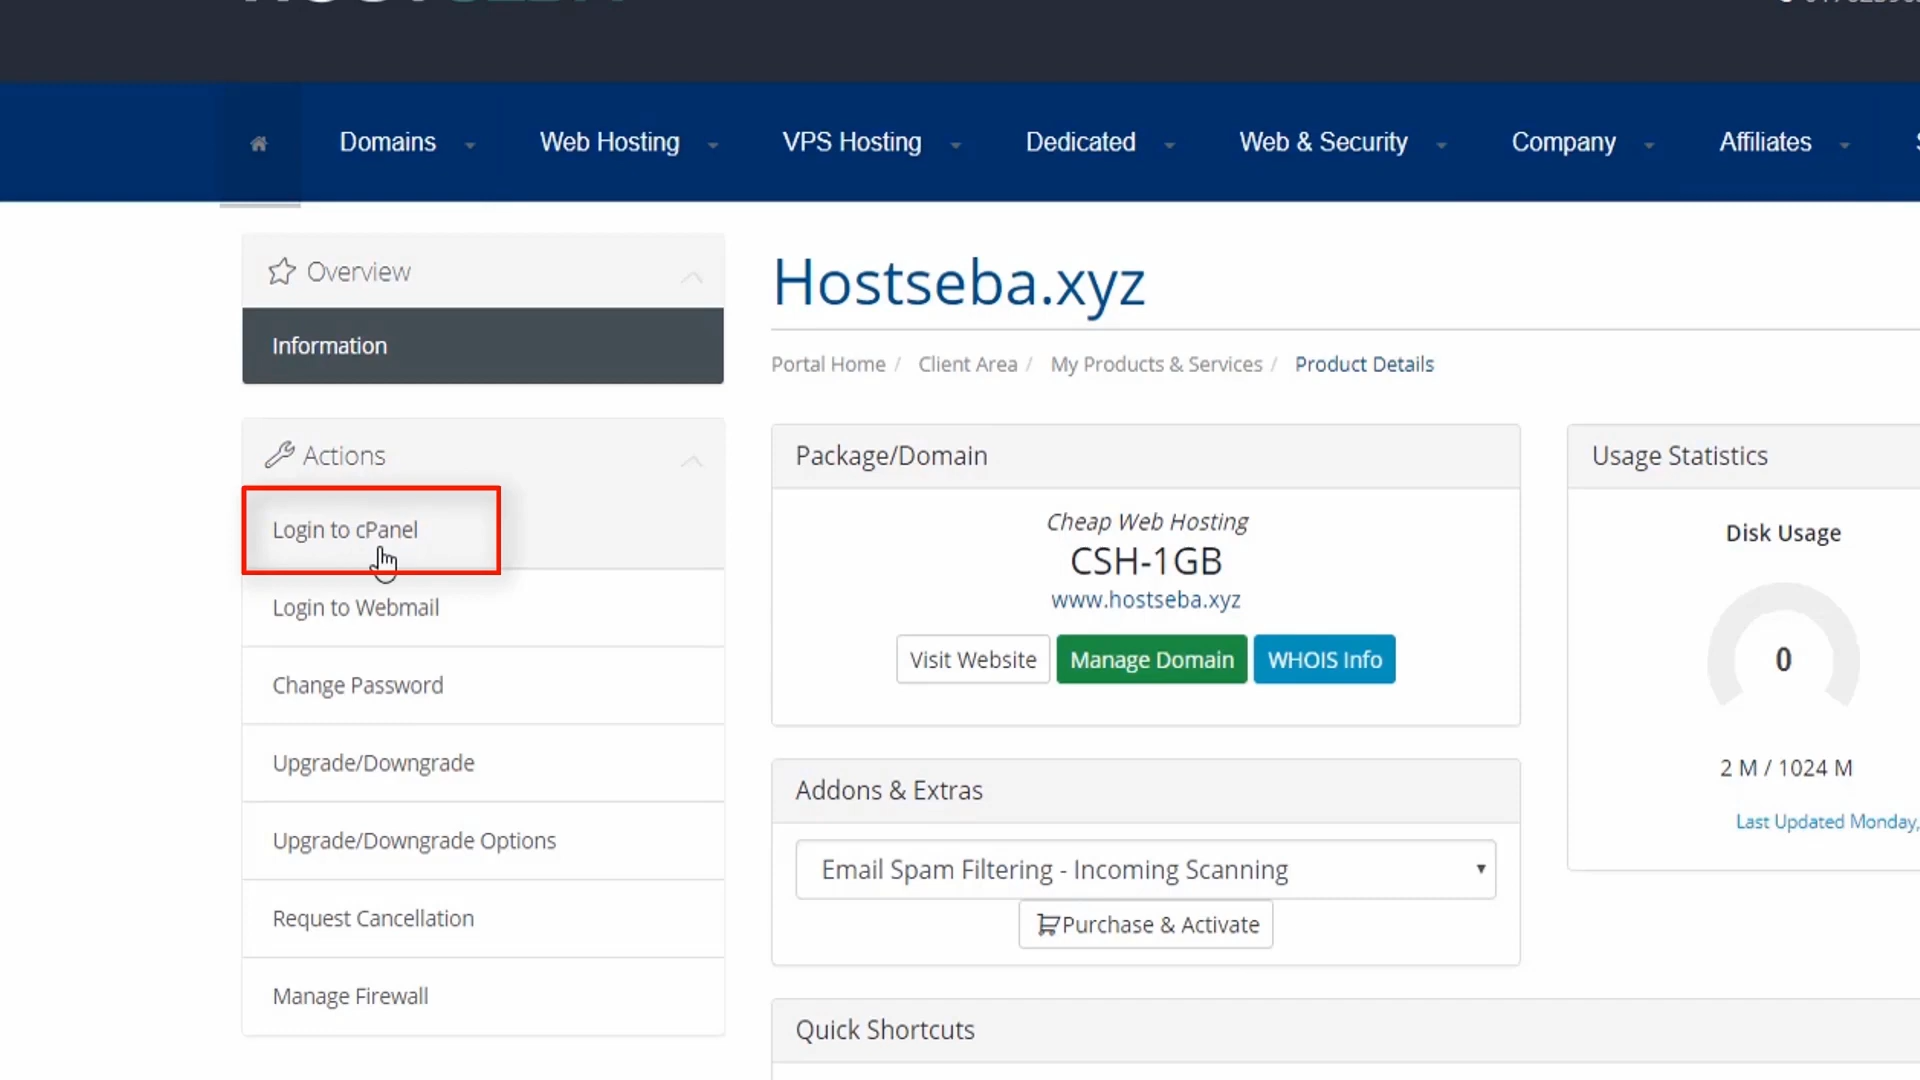 Domains
Web Hosting
VPS Hosting
Dedicated
Web & Security
Company
Affiliates
Overview
Information
Actions
Login to cPanel
Login to Webmail
Change Password
Upgrade/Downgrade
Upgrade/Downgrade Options
Request Cancellation
Manage Firewall
Hostseba.xyz
Portal Home / Client Area / My Products & Services / Product Details
Package/Domain
Cheap Web Hosting
CSH-1GB
www.hostseba.xyz
Visit Website
Manage Domain
WHOIS Info
Addons & Extras
Email Spam Filtering - Incoming Scanning
Purchase & Activate
Quick Shortcuts
Usage Statistics
Disk Usage
0
2 M / 1024 M
Last Updated Monday,